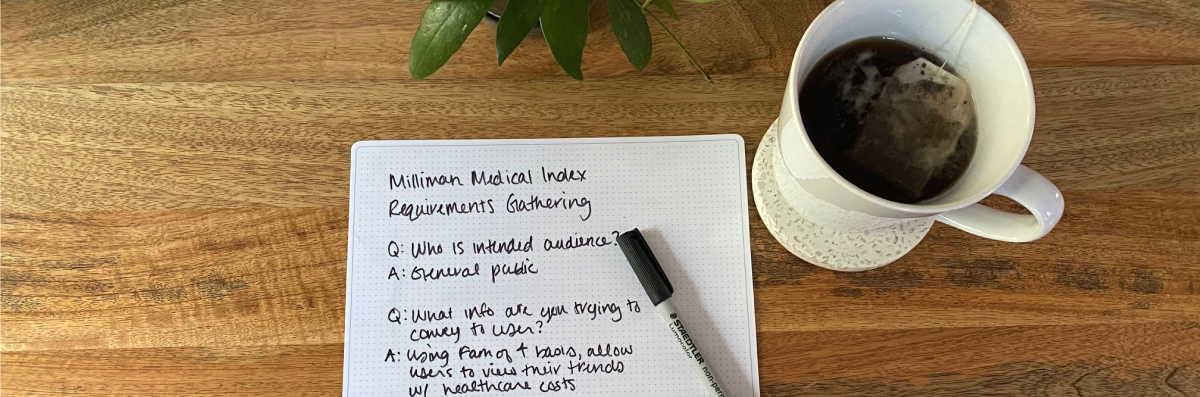 Milliman Medical Index
Requirements Gathering
Q: Who is intended audience?
A: General public
Q: What info are you trying to
convey to user?
A: Using Fam of 4 basis, allow
users to view their trends
w/ healthcare costs
STAEDTLER
Lumocolor
non-perm